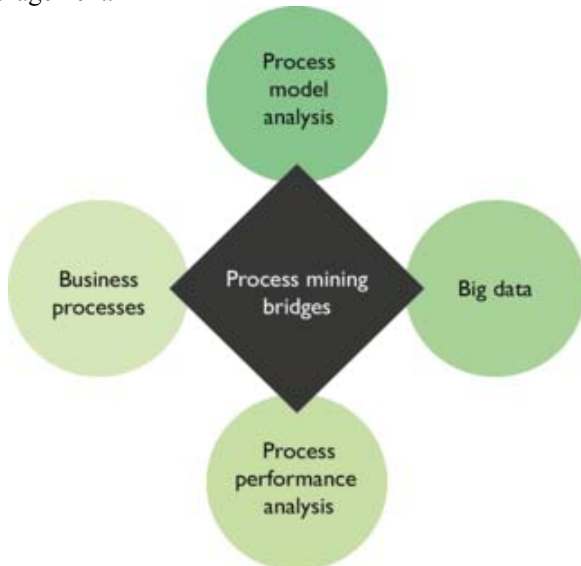 Process
model
analysis
Business
processes
Process mining
bridges
Big data
Process
performance
analysis